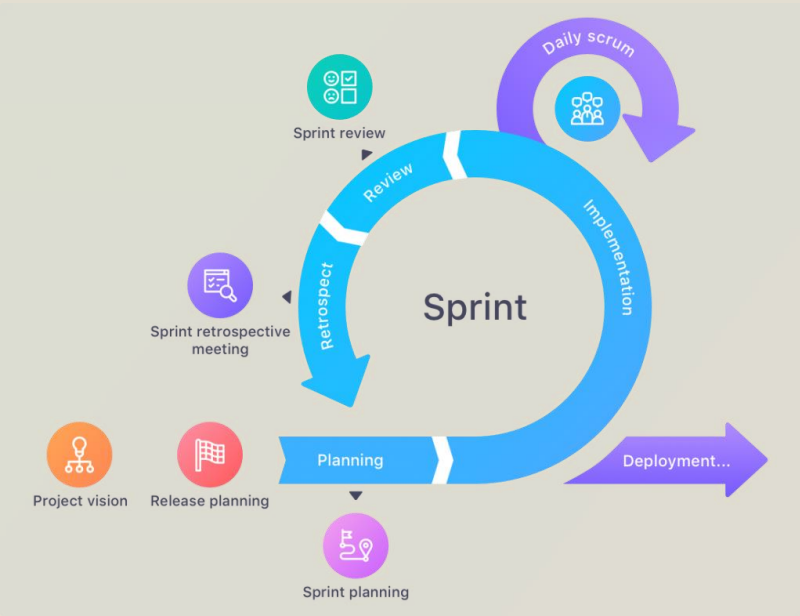 Daily scrum
Sprint review
Review
Implementation
Retrospect
Sprint
Sprint retrospective
meeting
Planning
Deployment...
Project vision
Release planning
Sprint planning